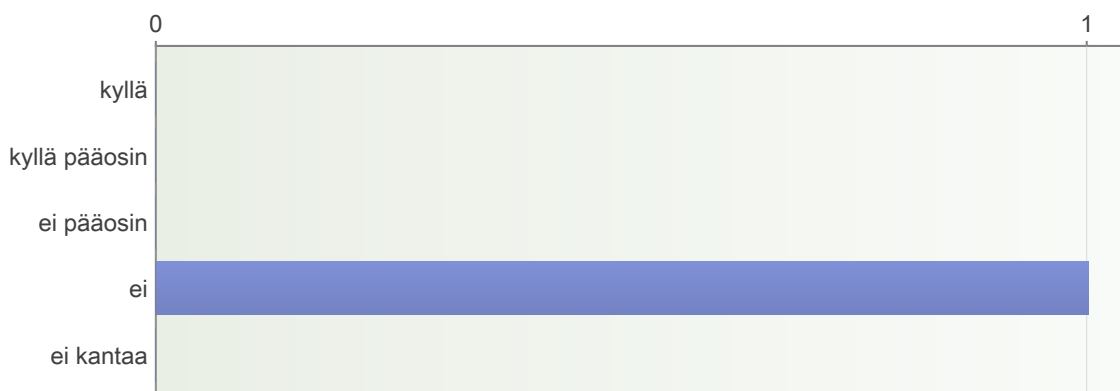 0 1
kyllä
kyllä pääosin
ei pääosin
ei
ei kantaa